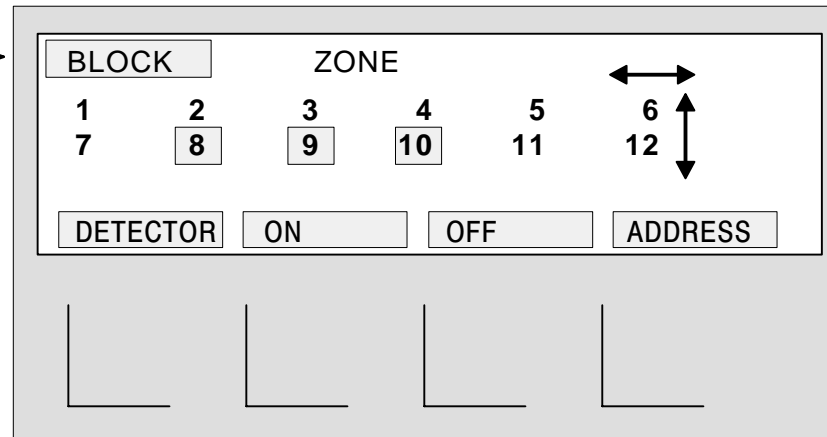 BLOCK ZONE
1 2 3 4 5 6
7 8 9 10 11 12
DETECTOR ON OFF ADDRESS